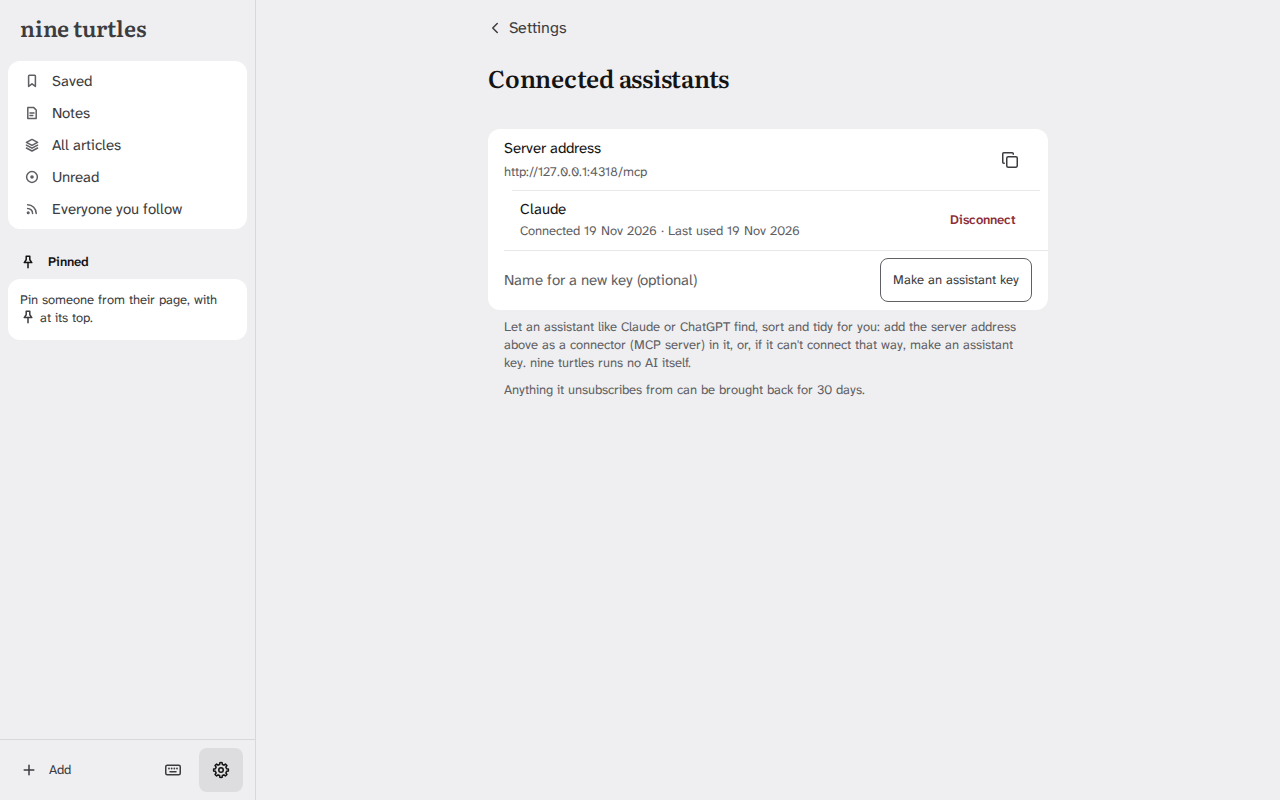 nine turtles
Saved
Notes
All articles
Unread
Everyone you follow
Pinned
Pin someone from their page, with
at its top.
Add
Settings
Connected assistants
Server address
http://127.0.0.1:4318/mcp
Claude
Connected 19 Nov 2026 · Last used 19 Nov 2026
Disconnect
Name for a new key (optional)
Make an assistant key
Let an assistant like Claude or ChatGPT find, sort and tidy for you: add the server address
above as a connector (MCP server) in it, or, if it can't connect that way, make an assistant
key. nine turtles runs no AI itself.
Anything it unsubscribes from can be brought back for 30 days.